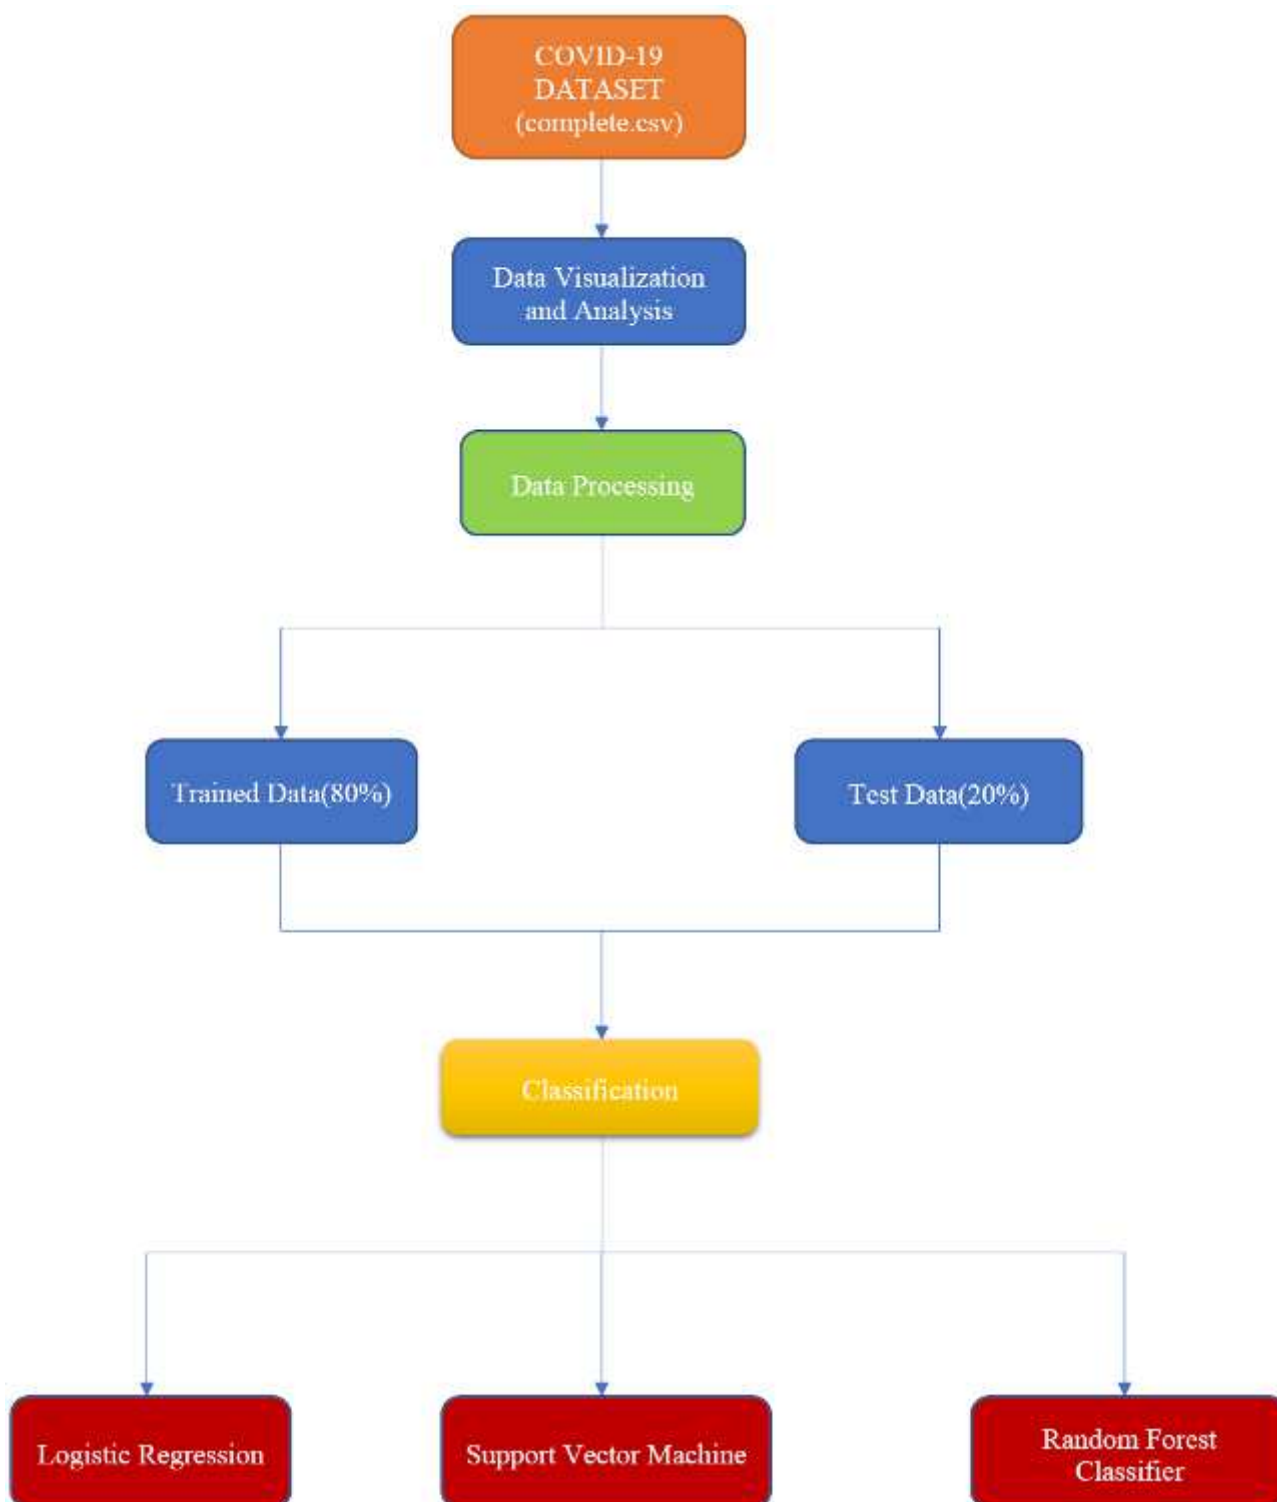 COVID-19
DATASET
(complete.csv)
Data Visualization
and Analysis
Data Processing
Trained Data(80%)
Test Data(20%)
Classification
Logistic Regression
Support Vector Machine
Random Forest
Classifier